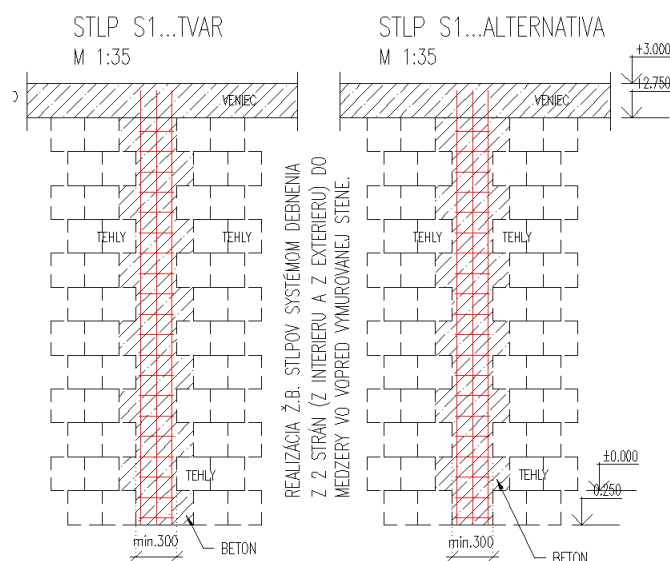 STLP S1...TVAR
M 1:35
VENIEC
TEHLY
TEHLY
TEHLY
min.300
BETON
REALIZÁCIA Ž.B. STLPOV SYSTÉMOM DEBNENIA
Z 2 STRÁN (Z INTERIERU A Z EXTERIERU) DO
MEDZERY VO VOPRED VYMUROVANEJ STENE.
STLP S1...ALTERNATIVA
M 1:35
+3.000
+2.750
VENIEC
TEHLY
TEHLY
TEHLY
±0.000
0.250
min.300
BETON